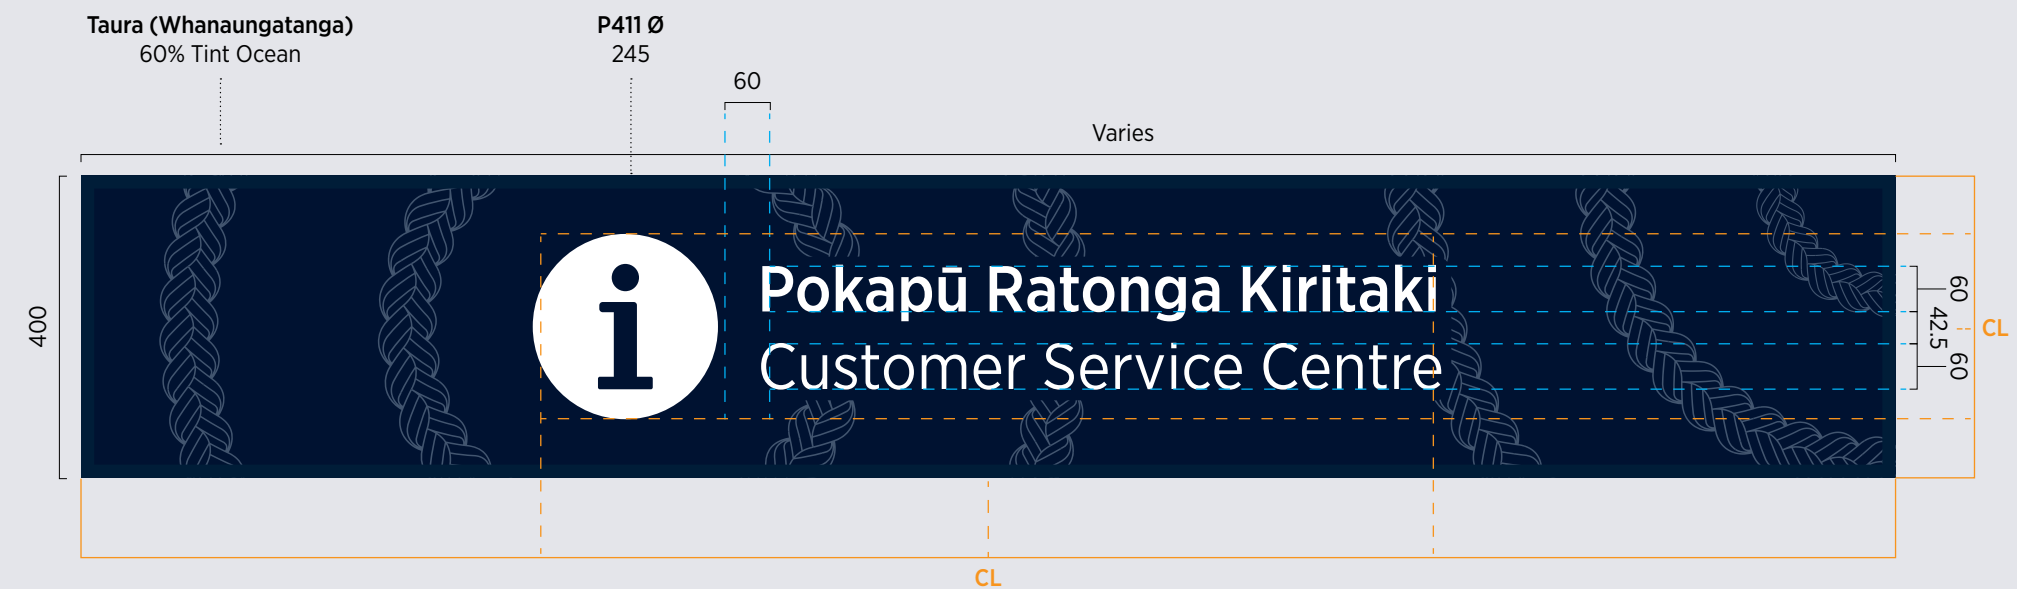 Taura (Whanaungatanga)
60% Tint Ocean
P411 Ø
245
60
Varies
400
i
Pokapū Ratonga Kiritaki
Customer Service Centre
60
42.5
60
CL
CL